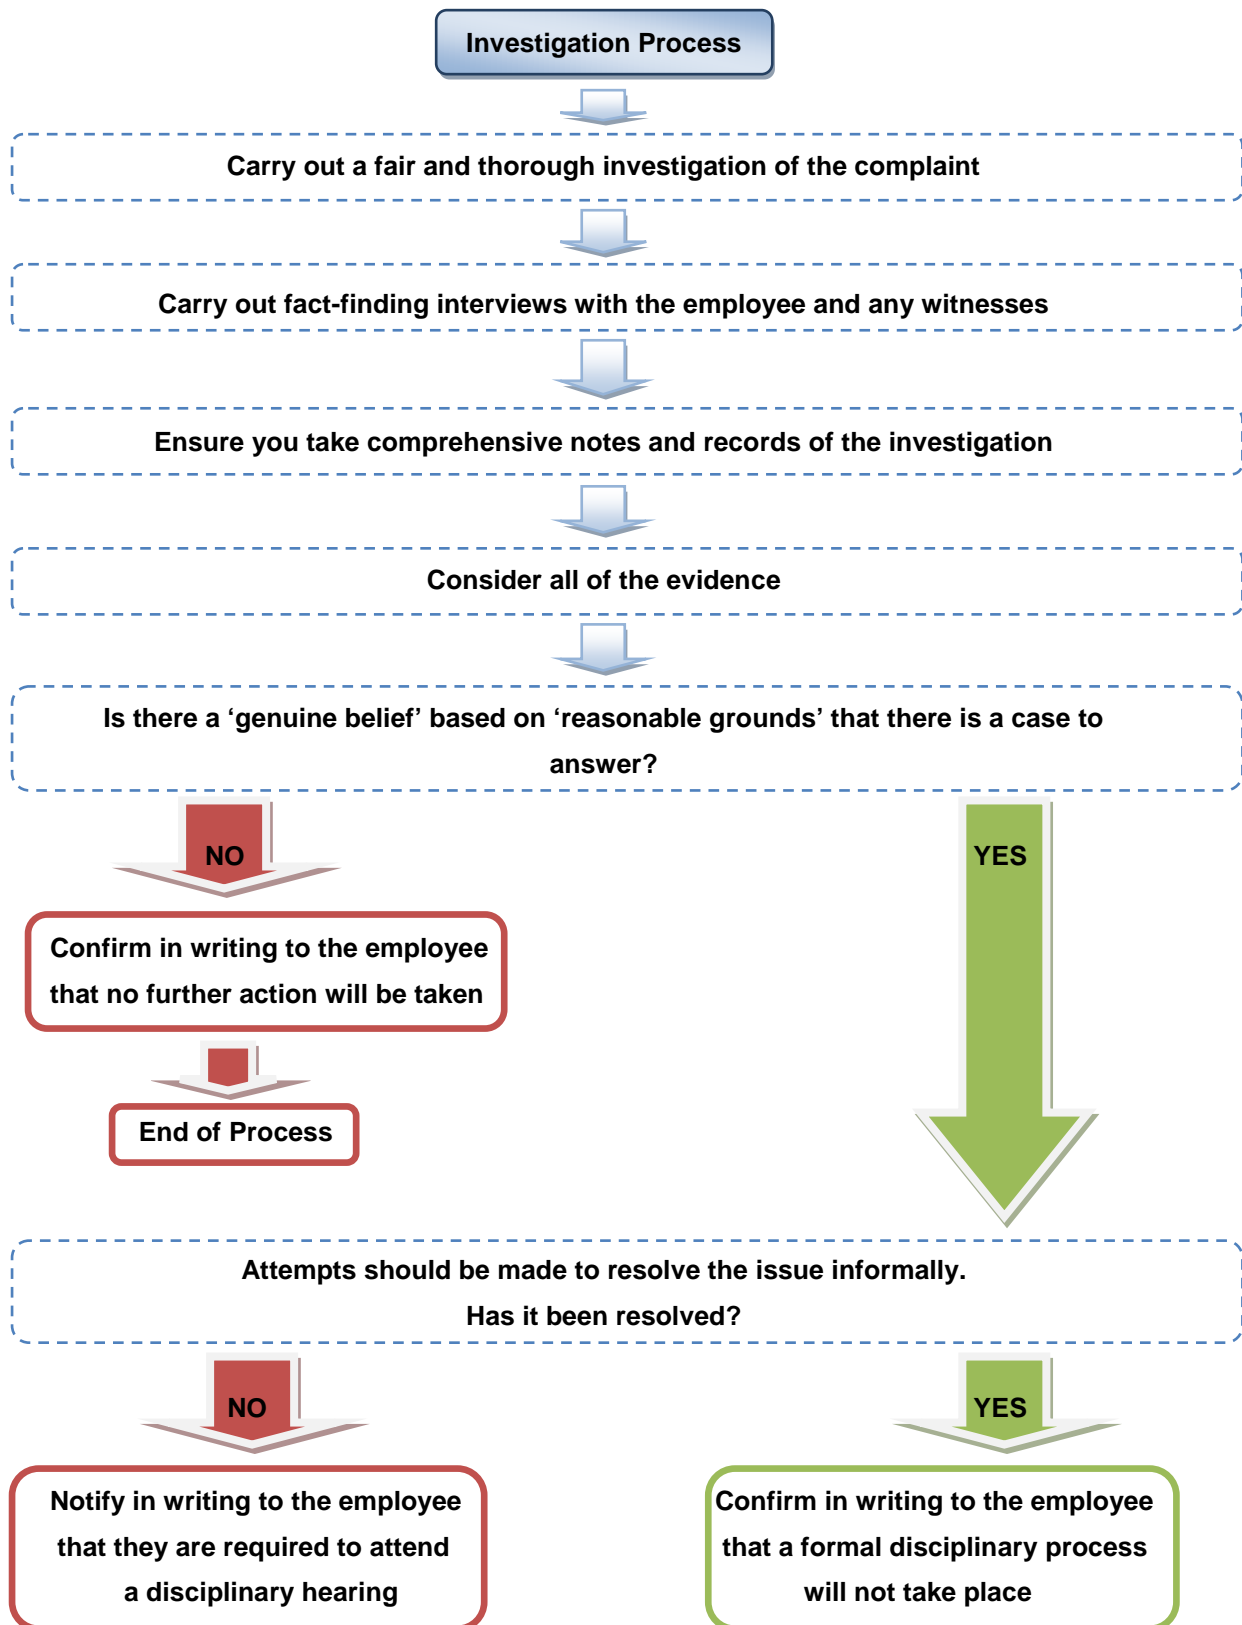 Investigation Process
Carry out a fair and thorough investigation of the complaint
Carry out fact-finding interviews with the employee and any witnesses
Ensure you take comprehensive notes and records of the investigation
Consider all of the evidence
Is there a ‘genuine belief’ based on ‘reasonable grounds’ that there is a case to
answer?
NO
YES
Confirm in writing to the employee
that no further action will be taken
End of Process
Attempts should be made to resolve the issue informally.
Has it been resolved?
NO
YES
Notify in writing to the employee
that they are required to attend
a disciplinary hearing
Confirm in writing to the employee
that a formal disciplinary process
will not take place